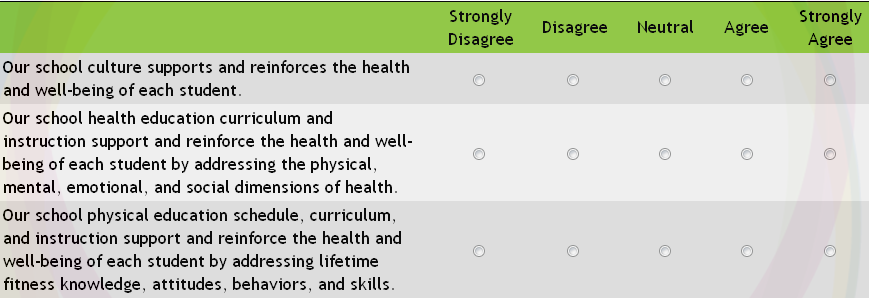 Strongly Disagree Disagree Neutral Agree Strongly Agree
Our school culture supports and reinforces the health
and well-being of each student.
Our school health education curriculum and
instruction support and reinforce the health and well-
being of each student by addressing the physical,
mental, emotional, and social dimensions of health.
Our school physical education schedule, curriculum,
and instruction support and reinforce the health and
well-being of each student by addressing lifetime
fitness knowledge, attitudes, behaviors, and skills.